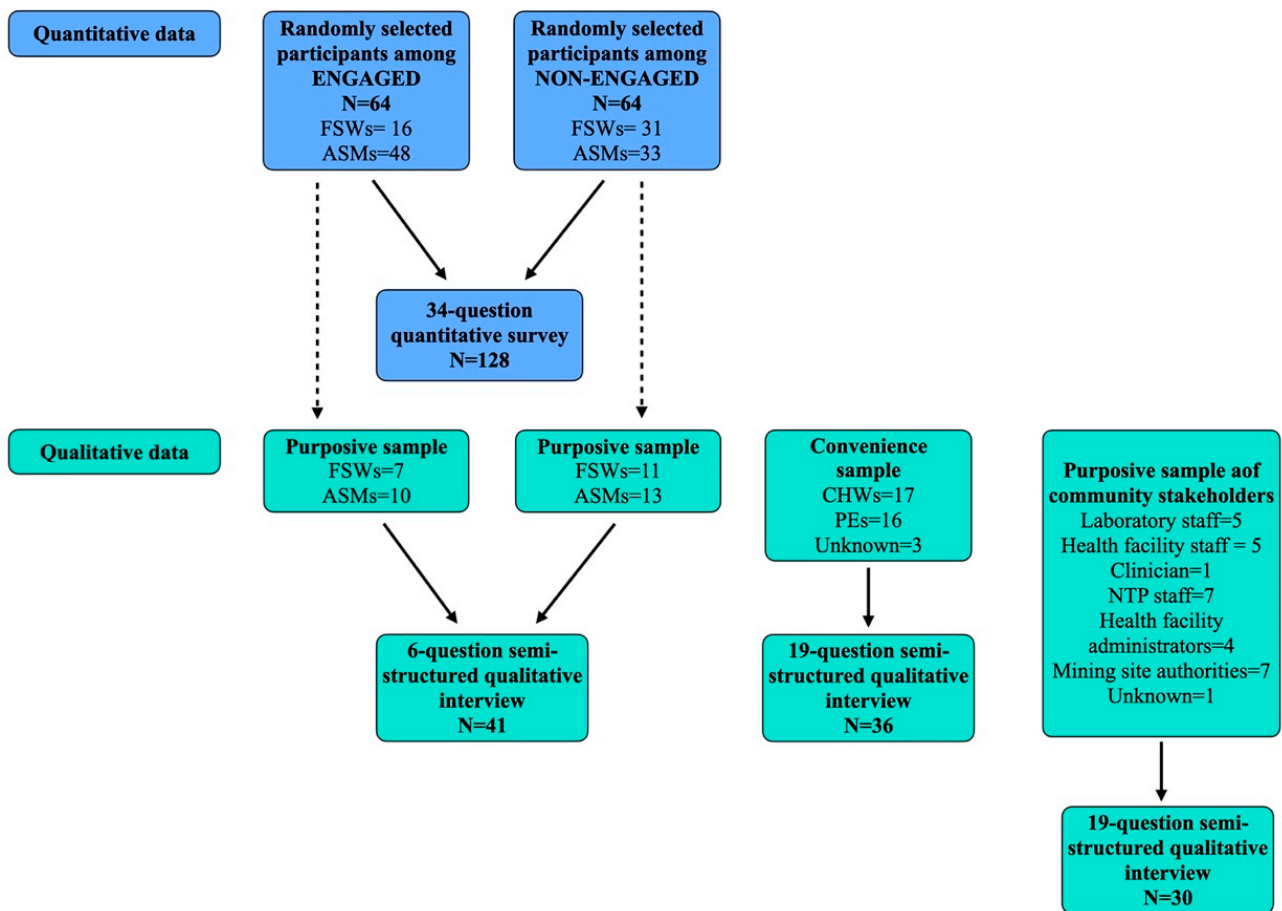 Quantitative data
Randomly selected
participants among
ENGAGED
N=64
FSWs= 16
ASMs=48
Randomly selected
participants among
NON-ENGAGED
N=64
FSWs= 31
ASMs=33
34-question
quantitative survey
N=128
Qualitative data
Purposive sample
FSWs=7
ASMs=10
Purposive sample
FSWs=11
ASMs=13
Convenience
sample
CHWs=17
PEs=16
Unknown=3
Purposive sample aof
community stakeholders
Laboratory staff=5
Health facility staff = 5
Clinician=1
NTP staff=7
Health facility
administrators=4
Mining site authorities=7
Unknown=1
6-question semi-
structured qualitative
interview
N=41
19-question semi-
structured qualitative
interview
N=36
19-question semi-
structured qualitative
interview
N=30